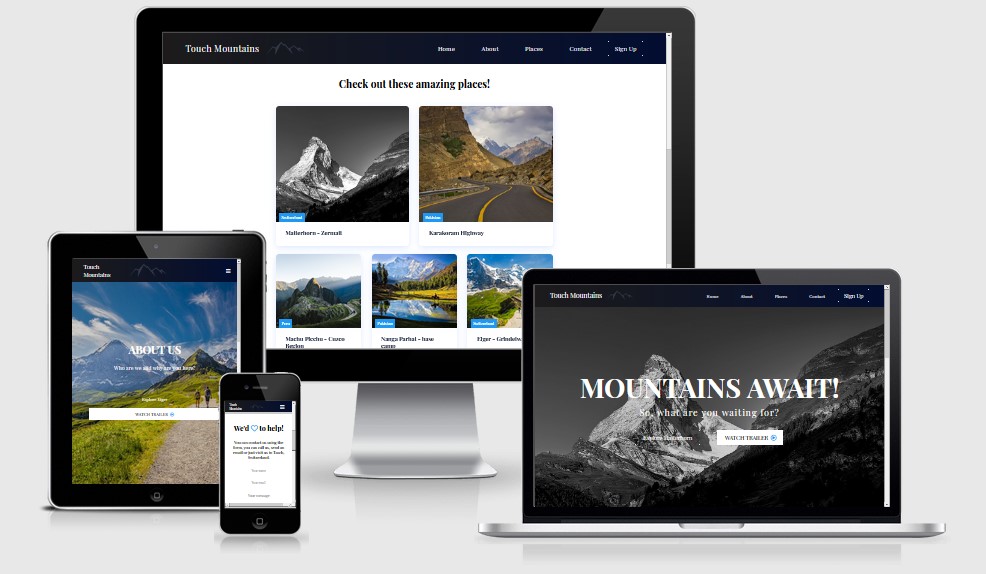 Touch Mountains
Home About Places Contact Sign Up
Check out these amazing places!
Switzerland
Matterhorn – Zermatt
Pakistan
Karakoram Highway
Peru
Machu Picchu – Cuzco
Region
Pakistan
Nanga Parbat – base
camp
Switzerland
Eiger – Grindelw
Touch
Mountains
ABOUT US
Who are we and why are you here?
Explore Eiger
WATCH TRAILER
Touch
Mountains
We'd to help!
You can contact us using the
form, you can call us, send an
email or just visit us in Touch,
Switzerland.
Your name
Your email
Your message
Touch Mountains
Home About Places Contact Sign Up
MOUNTAINS AWAIT!
So, what are you waiting for?
Explore Matterhorn
WATCH TRAILER